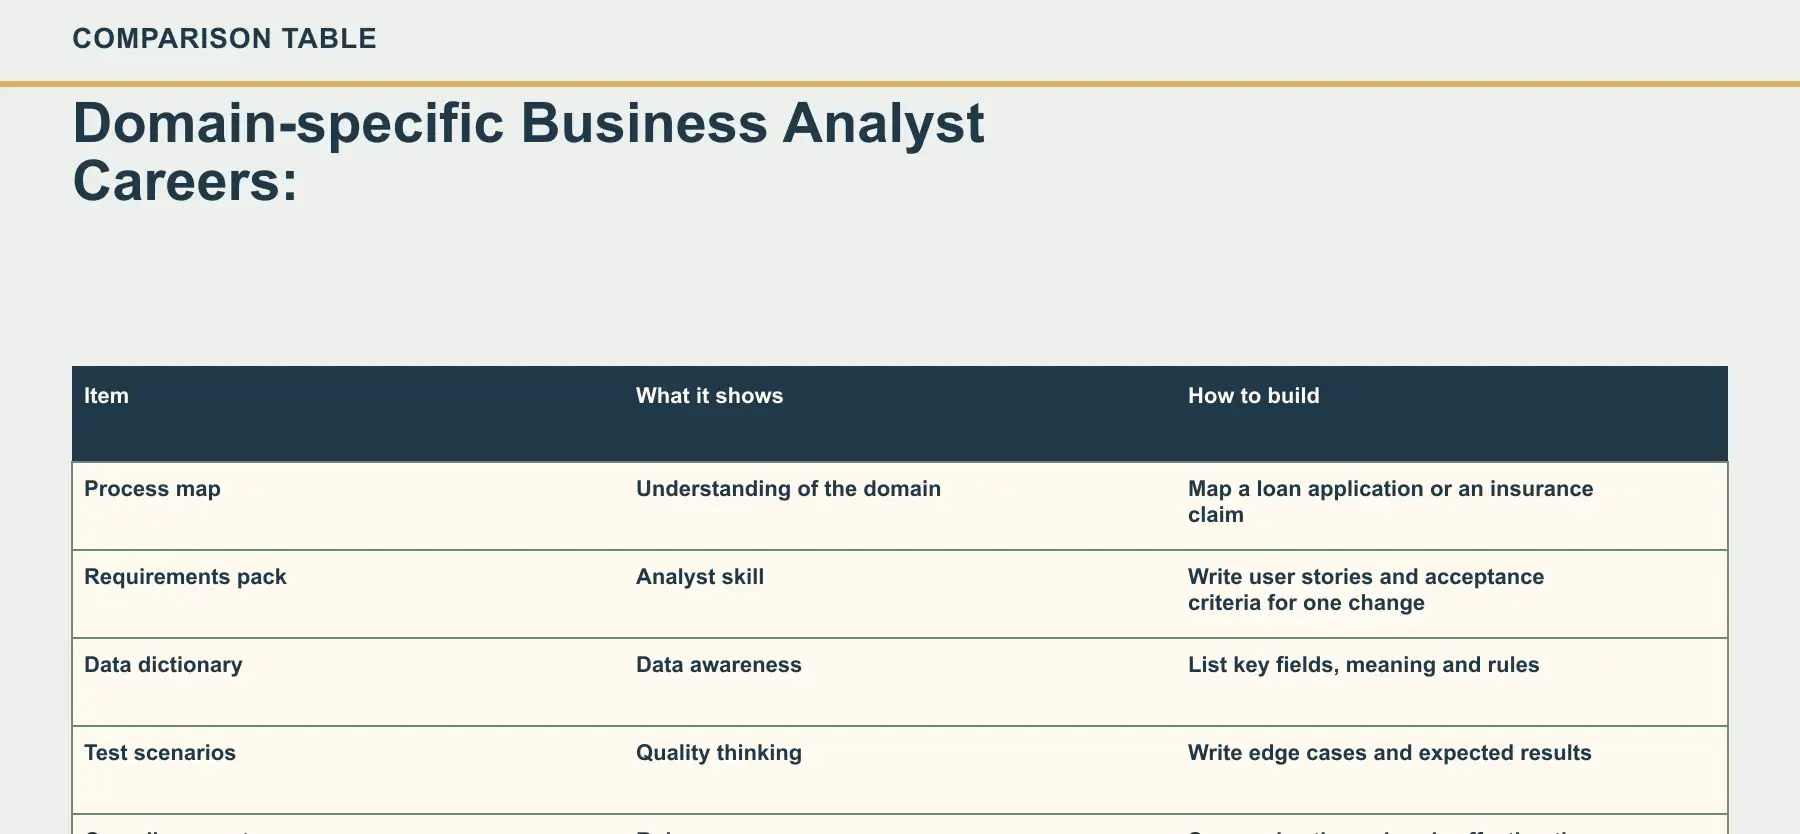 COMPARISON TABLE
Domain-specific Business Analyst
Careers:
Item What it shows How to build
Process map Understanding of the domain Map a loan application or an insurance
claim
Requirements pack Analyst skill Write user stories and acceptance
criteria for one change
Data dictionary Data awareness List key fields, meaning and rules
Test scenarios Quality thinking Write edge cases and expected results